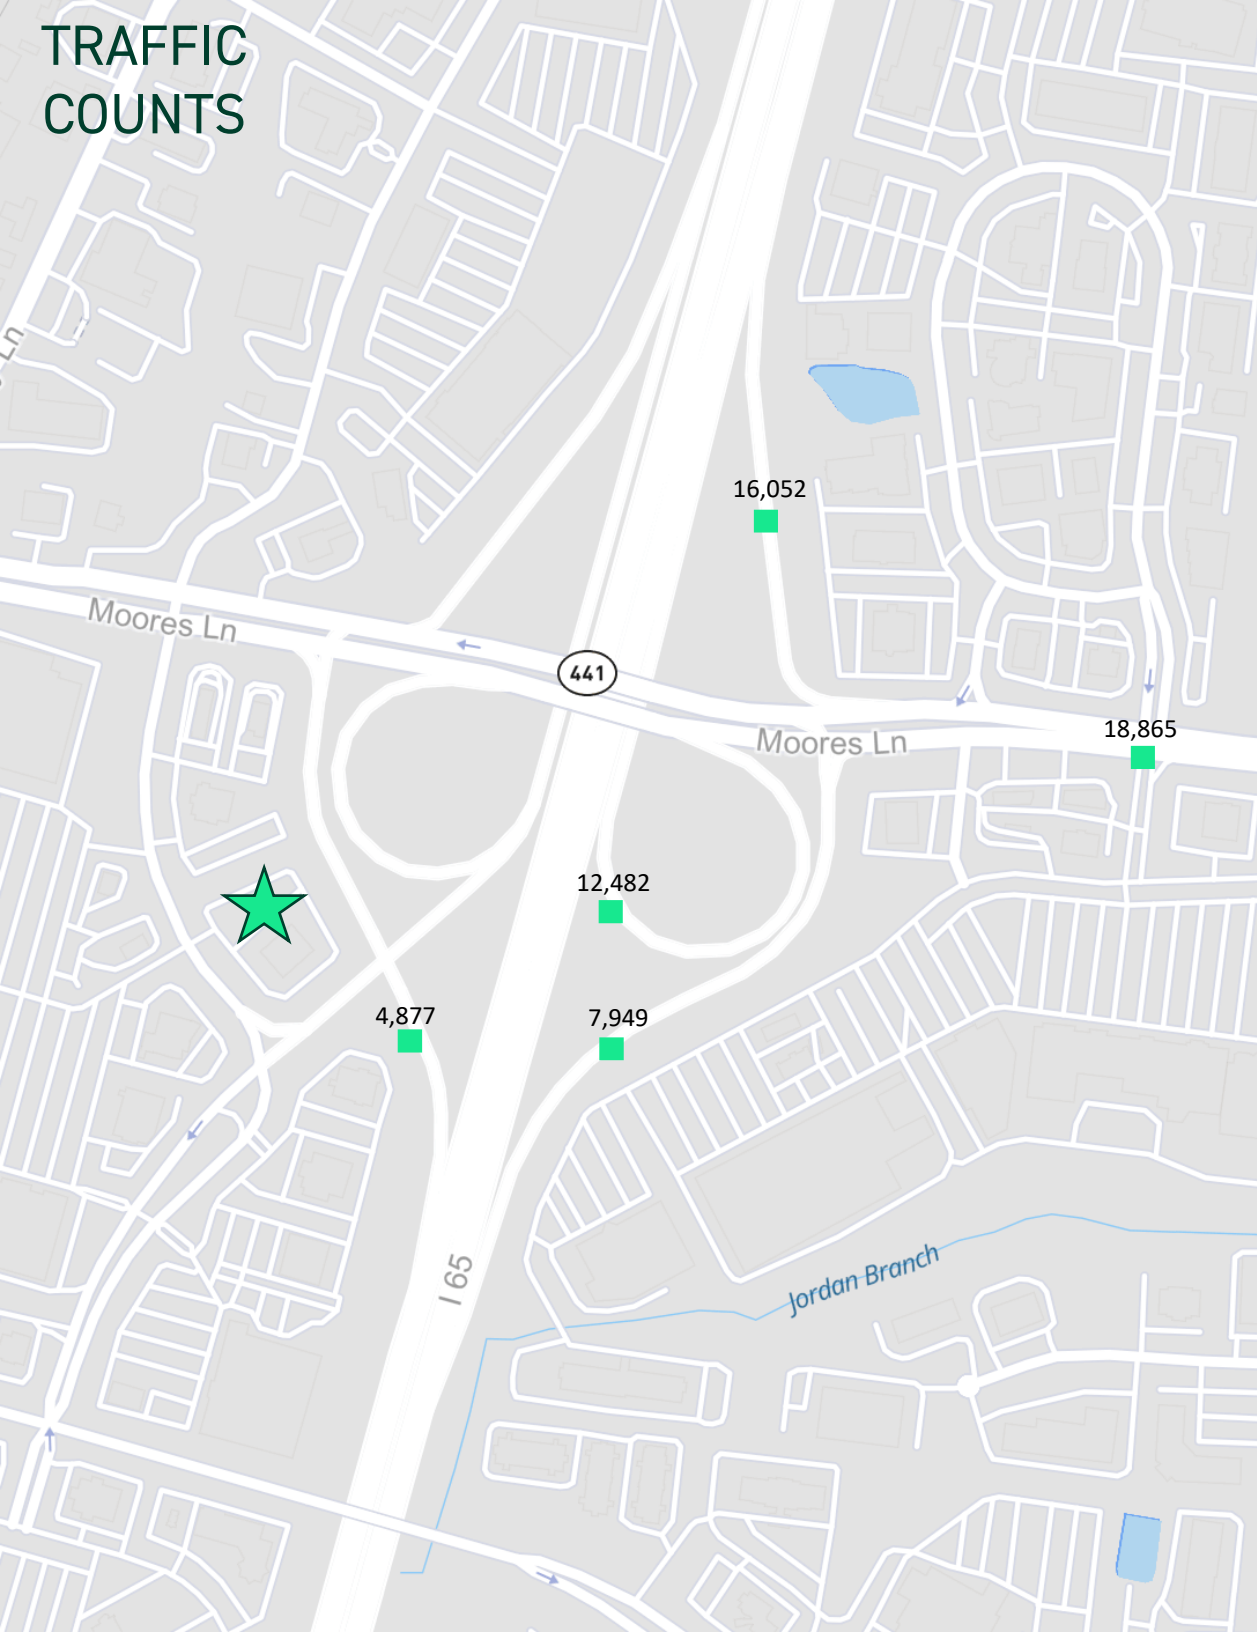 TRAFFIC
COUNTS
Ln
16,052
Moores Ln
441
18,865
Moores Ln
12,482
4,877
7,949
I 65
Jordan Branch